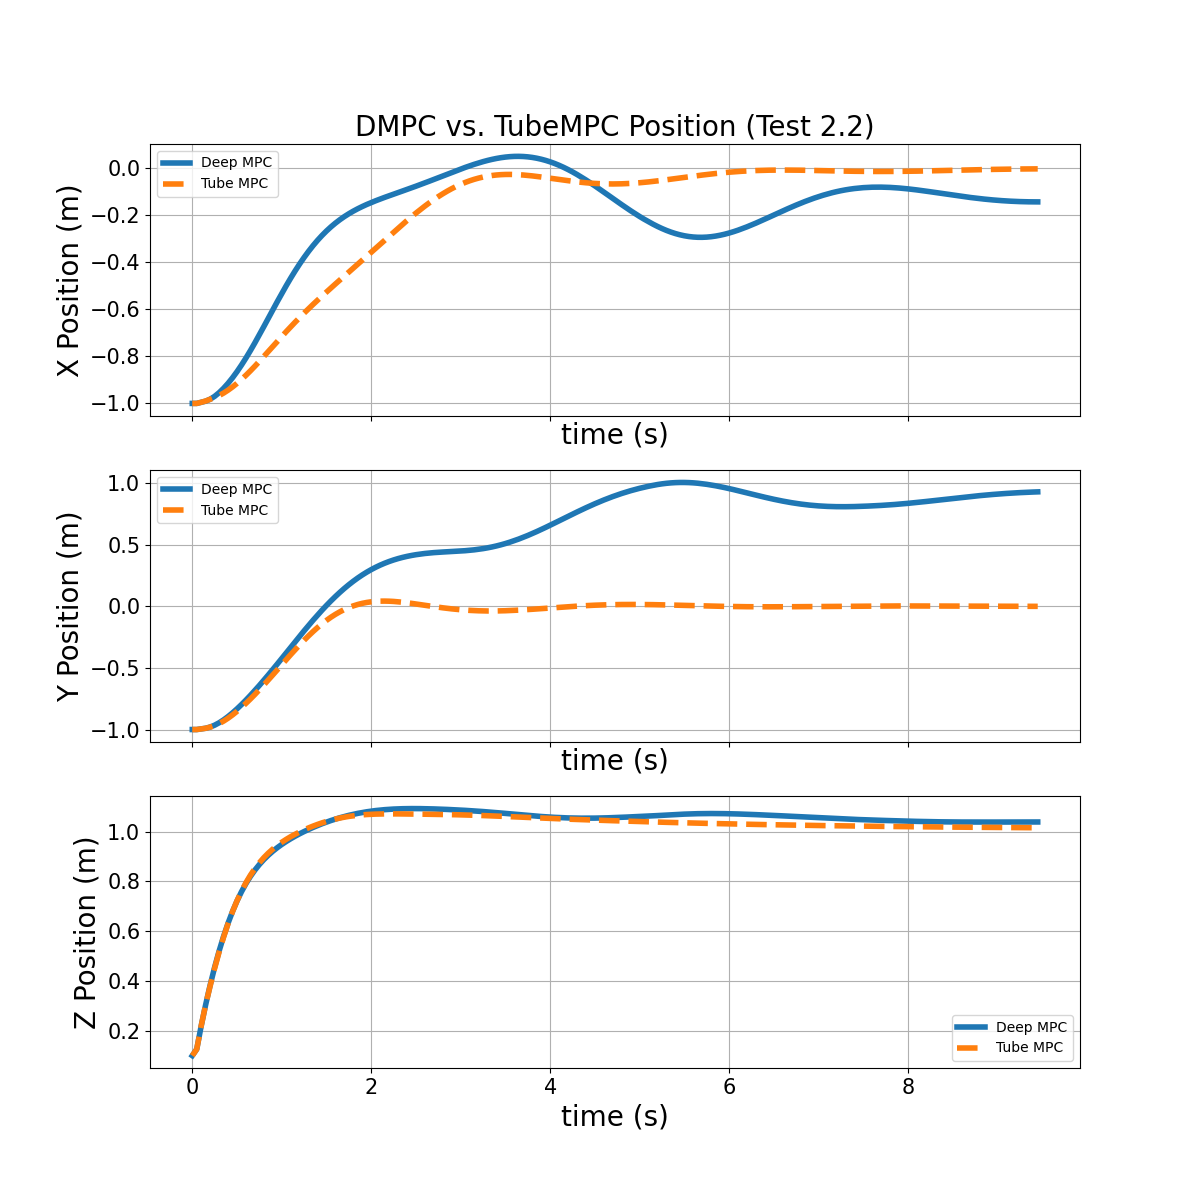 DMPC vs. TubeMPC Position (Test 2.2)
Deep MPC
Tube MPC
0.0
−0.2
−0.4
−0.6
−0.8
−1.0
X Position (m)
time (s)
Deep MPC
Tube MPC
1.0
0.5
0.0
−0.5
−1.0
Y Position (m)
time (s)
1.0
0.8
0.6
0.4
0.2
Z Position (m)
Deep MPC
Tube MPC
0 2 4 6 8
time (s)